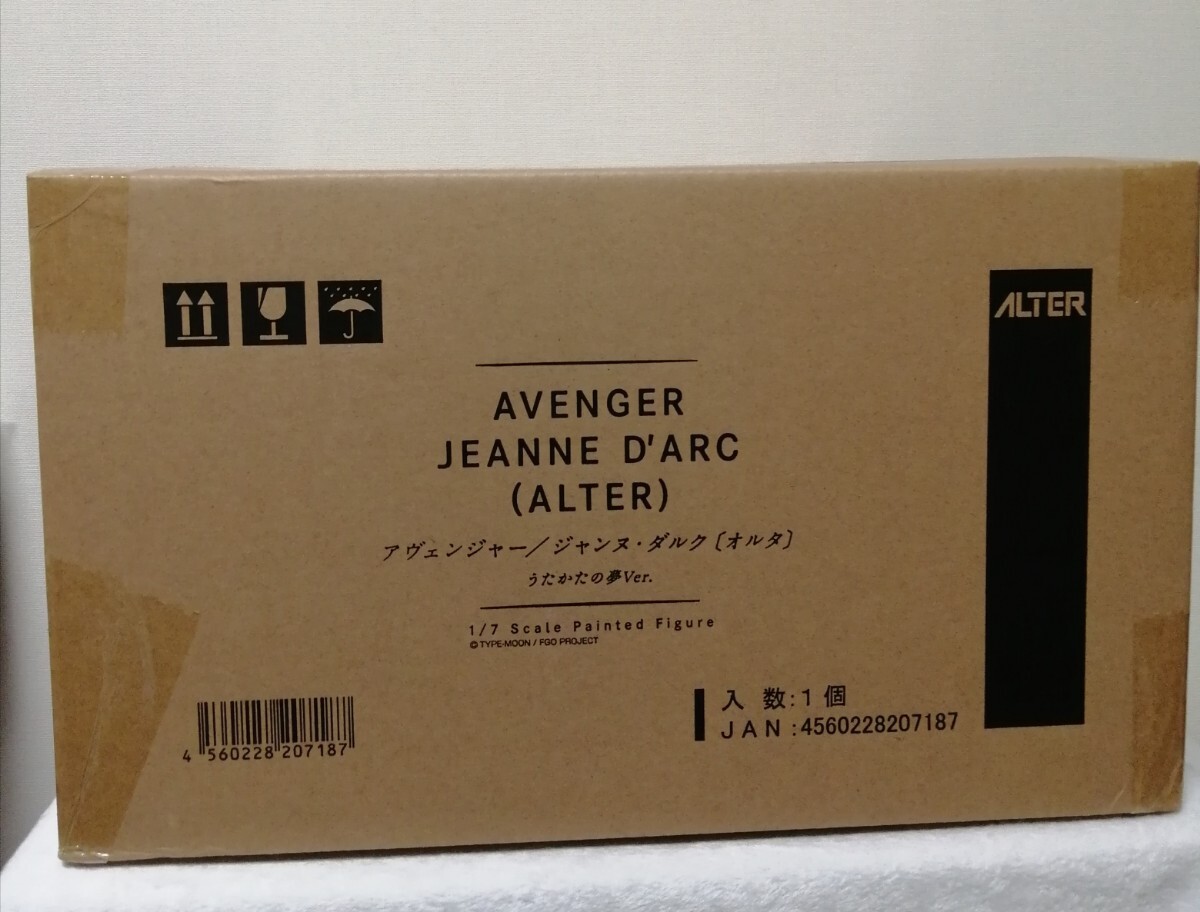 ALTER
AVENGER
JEANNE D'ARC
(ALTER)
アヴェンジャー/ジャンヌ・ダルク〔オルタ〕
うたかたの夢Ver.
1/7 Scale Painted Figure
©TYPE-MOON / FGO PROJECT
4 560228 207187
入 数:1 個
JAN:4560228207187